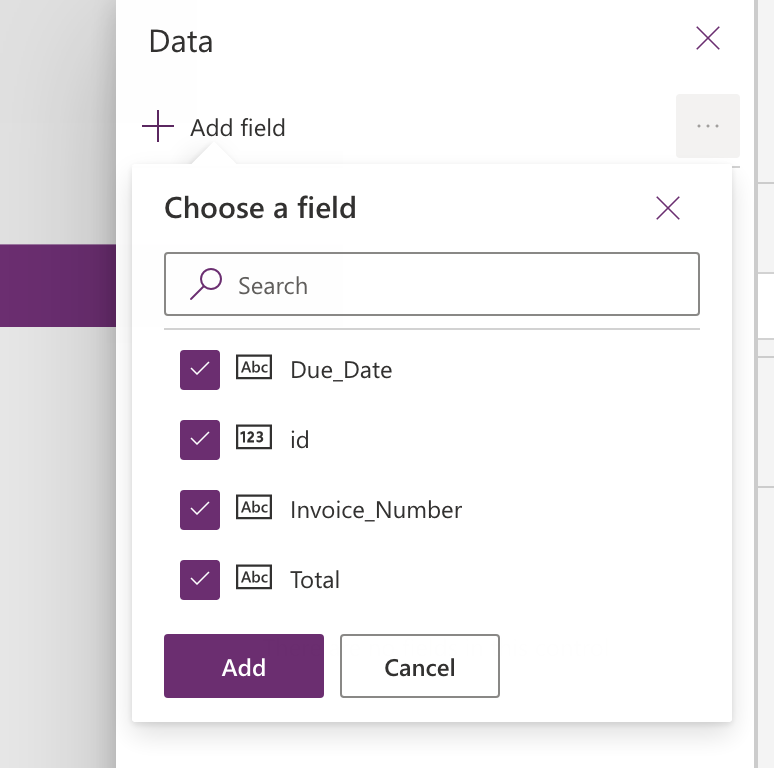 Data
Add field
...
Choose a field
Search
Abc Due_Date
123 id
Abc Invoice_Number
Abc Total
Add Cancel